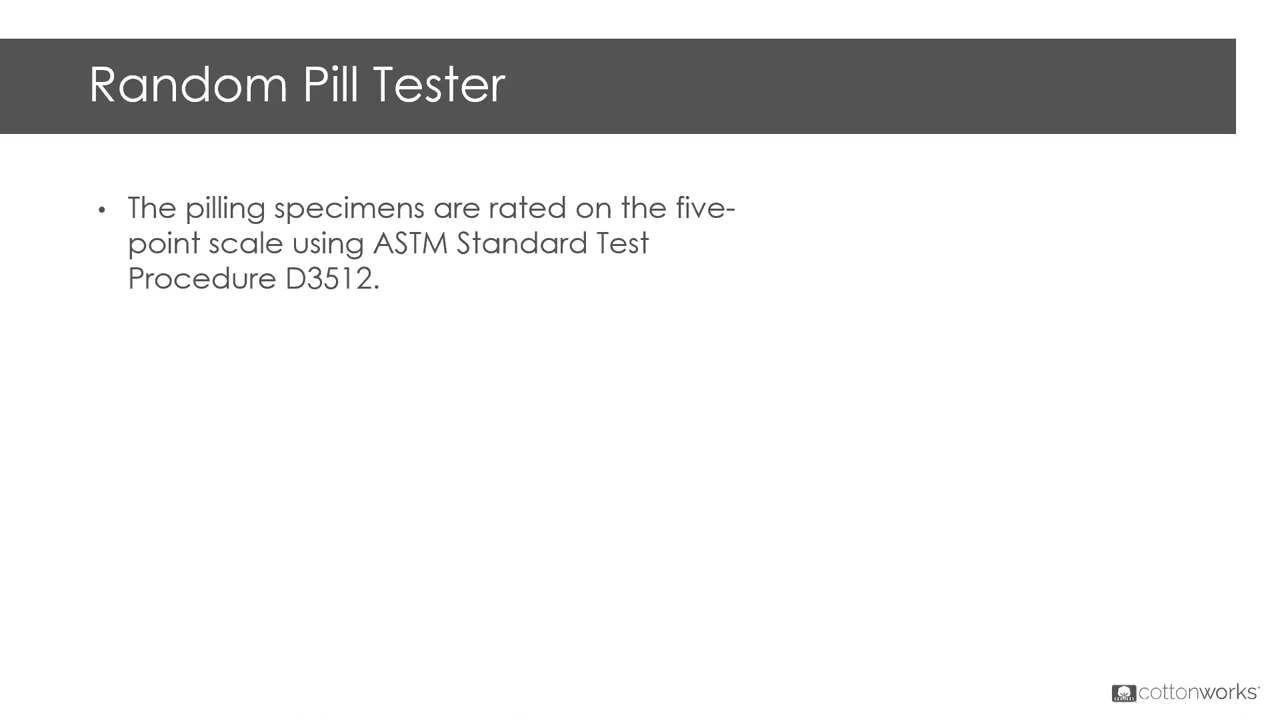 Random Pill Tester
• The pilling specimens are rated on the five-
point scale using ASTM Standard Test
Procedure D3512.
cottonworks